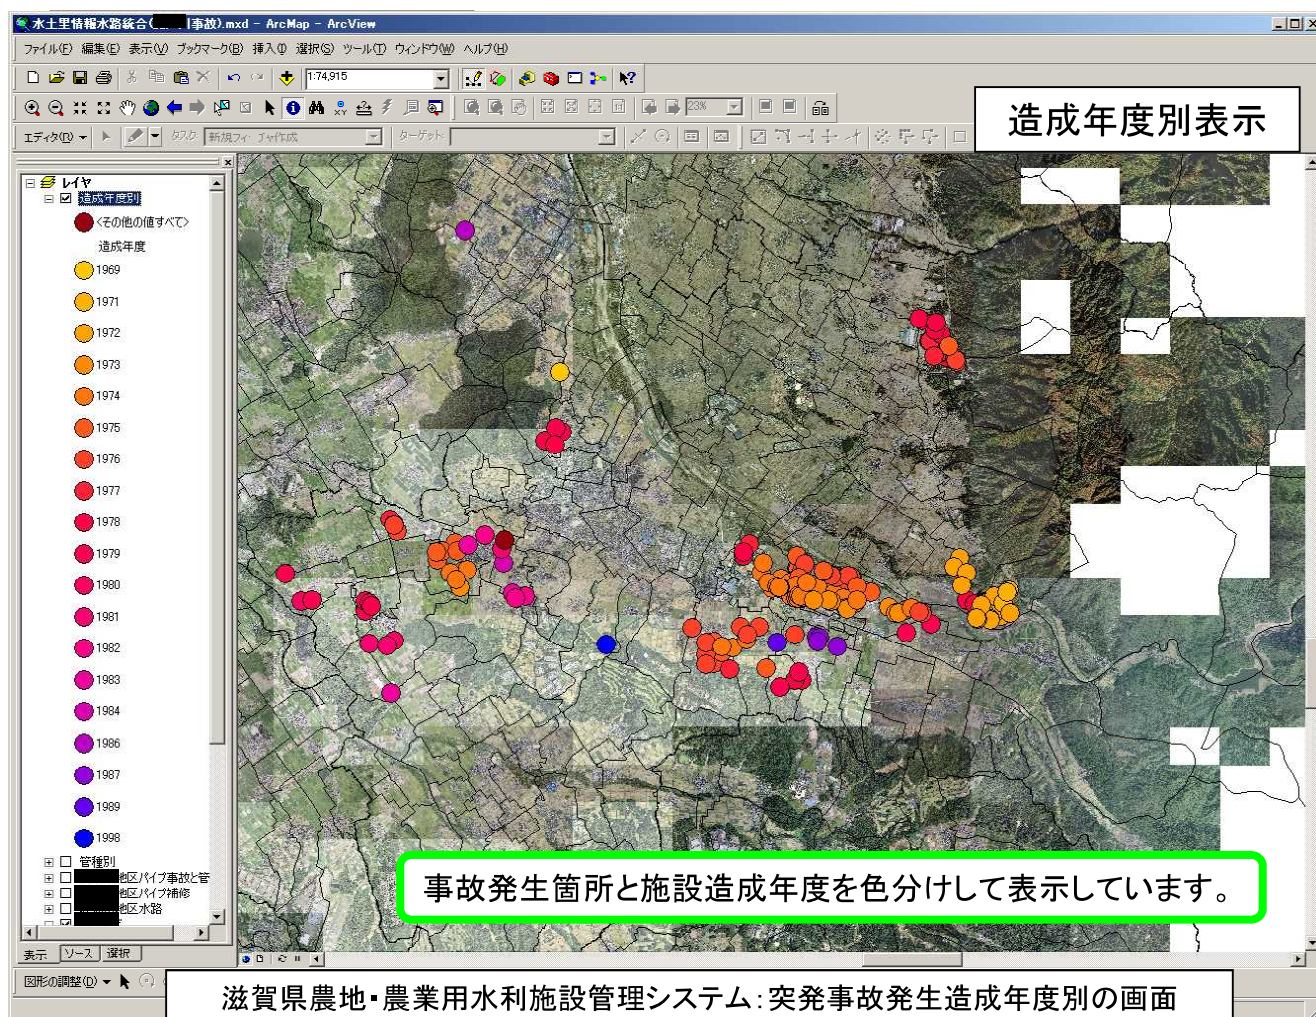 水土里情報水路統合( 事故).mxd - ArcMap - ArcView
ファイル(F) 編集(E) 表示(V) ブックマーク(B) 挿入(I) 選択(S) ツール(T) ウィンドウ(W) ヘルプ(H)
1:74,915
23%
エディタ(R) タスク: 新規フィーチャ作成 ターゲット:
造成年度別表示
レイヤ
造成年度別
<その他の値すべて>
造成年度
1969
1971
1972
1973
1974
1975
1976
1977
1978
1979
1980
1981
1982
1983
1984
1986
1987
1989
1998
管種別
地区パイプ事故と管
地区パイプ補修
地区水路
表示 ソース 選択
図形の調整(D)
事故発生箇所と施設造成年度を色分けして表示しています。
滋賀県農地・農業用水利施設管理システム:突発事故発生造成年度別の画面